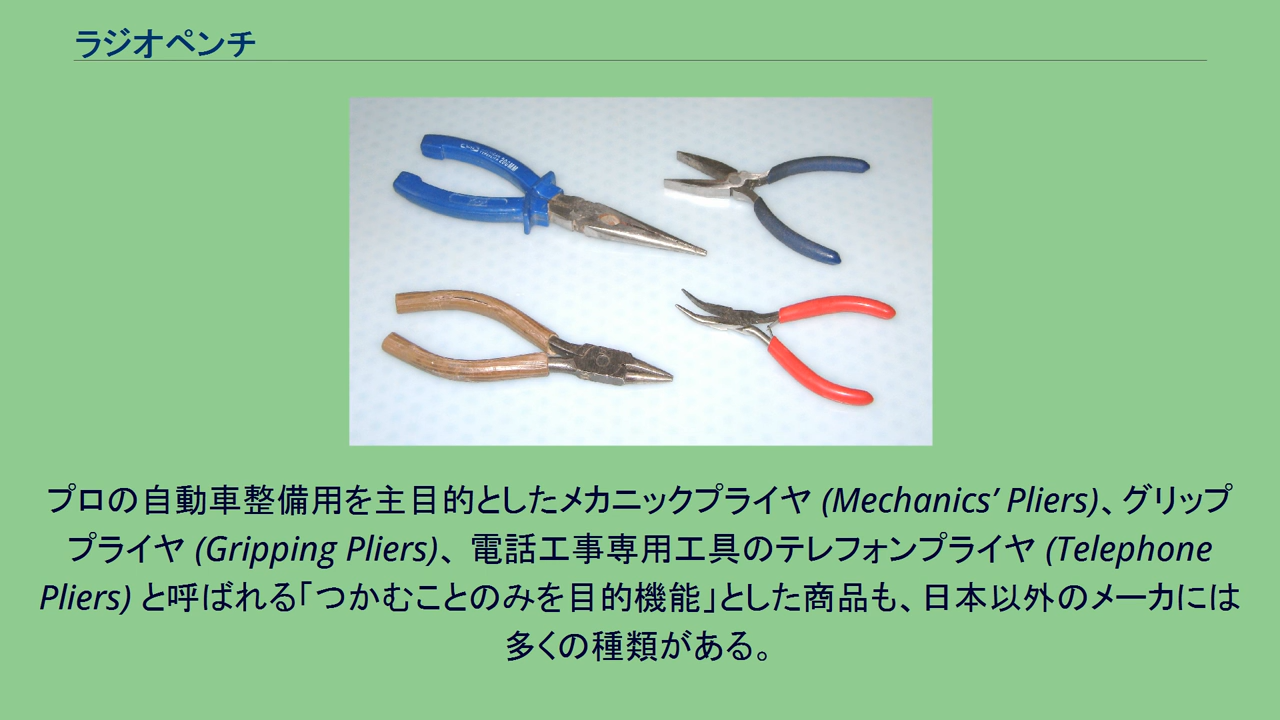 ラジオペンチ
プロの自動車整備用を主目的としたメカニックプライヤ (Mechanics’ Pliers)、グリップ
プライヤ (Gripping Pliers)、電話工事専用工具のテレフォンプライヤ (Telephone
Pliers) と呼ばれる「つかむことのみを目的機能」とした商品も、日本以外のメーカには
多くの種類がある。